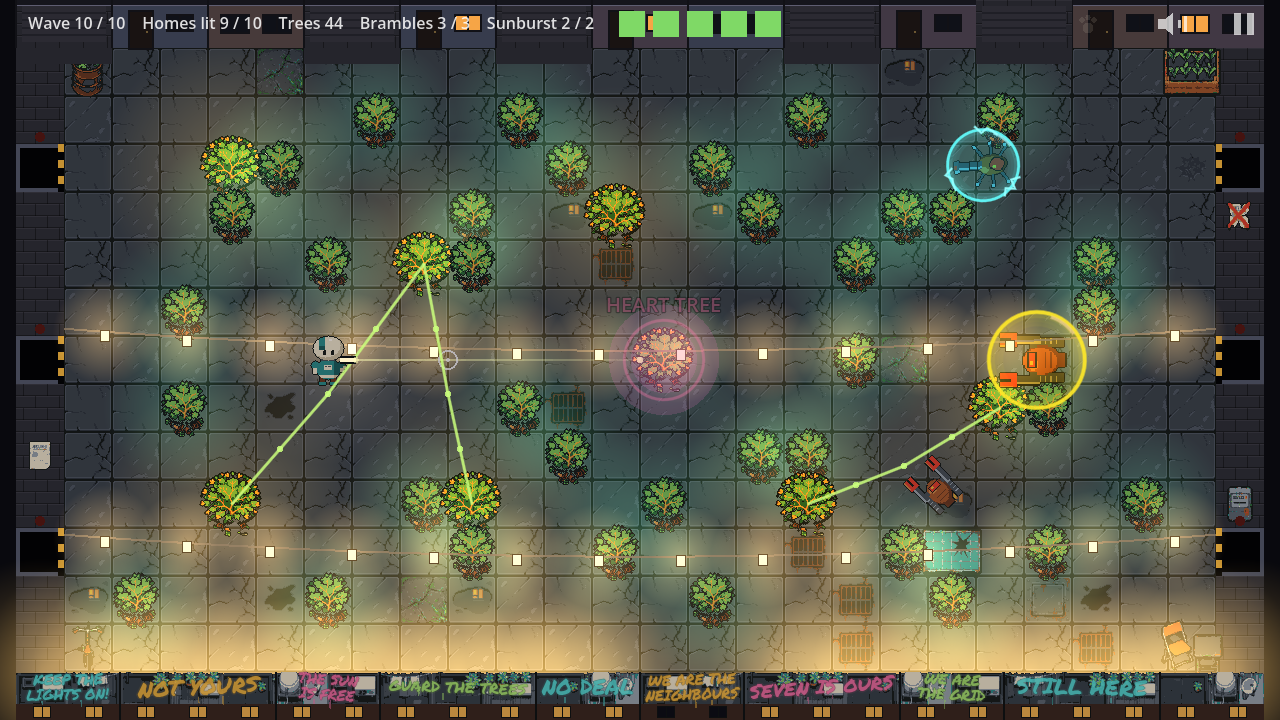 Wave 10 / 10 Homes lit 9 / 10 Trees 44 Brambles 3 / 3 Sunburst 2 / 2
HEART TREE
KEEP THE
LIGHTS ON!
NOT YOURS
THE SUN
IS FREE
GUARD THE TREES
NO DEAL
WE ARE THE
NEIGHBOURS
SEVEN IS OURS
WE ARE
THE GRID
STILL HERE